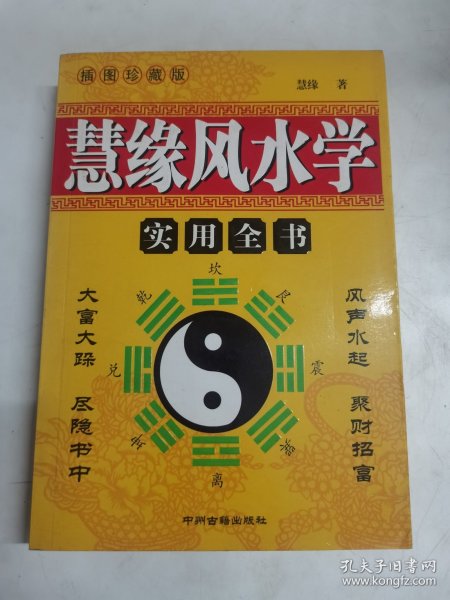 插图珍藏版
慧缘 著
慧缘风水学
实用全书
坎
乾
艮
兑
震
巽
离
大富大跺
尽隐书中
风声水起
聚财招富
中州古籍出版社
孔夫子旧书网
www.kongfz.com